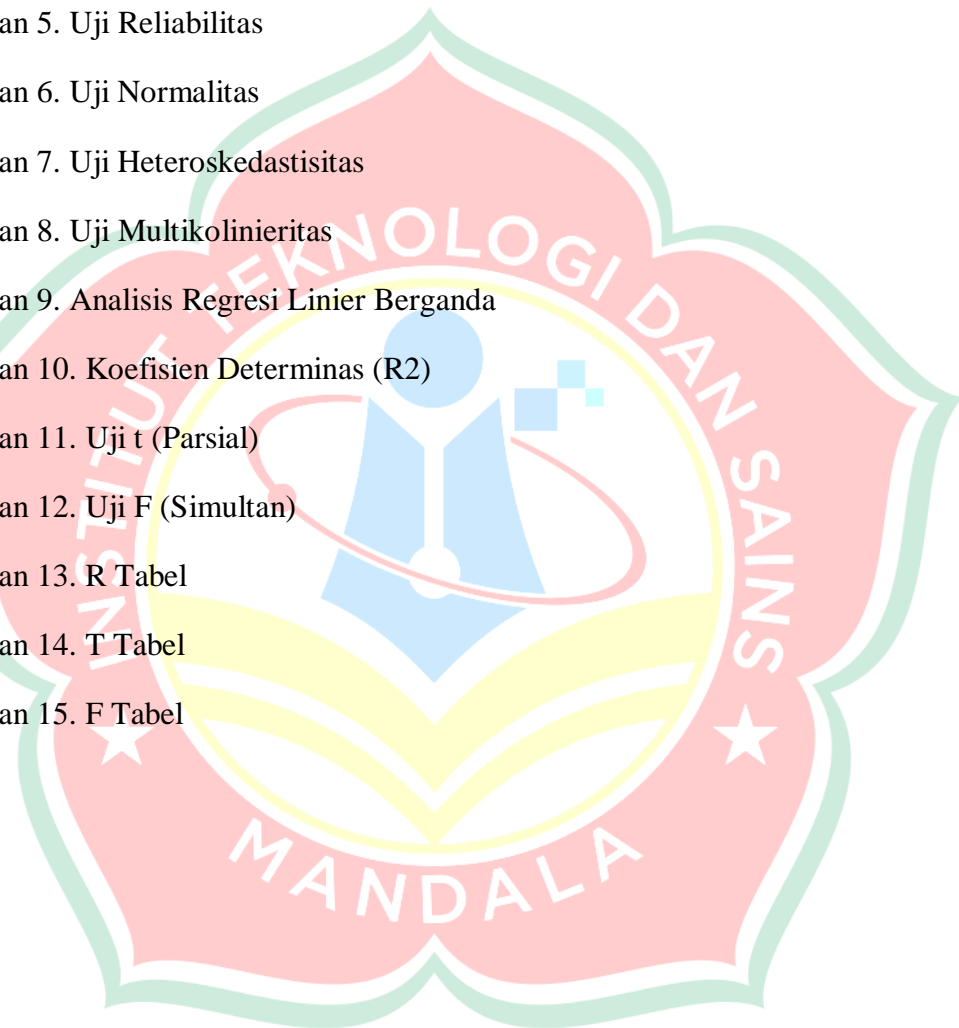 an 5. Uji Reliabilitas
an 6. Uji Normalitas
an 7. Uji Heteroskedastisitas
an 8. Uji Multikolinieritas
an 9. Analisis Regresi Linier Berganda
an 10. Koefisien Determinas (R2)
an 11. Uji t (Parsial)
an 12. Uji F (Simultan)
an 13. R Tabel
an 14. T Tabel
an 15. F Tabel
INSTITUT TEKNOLOGI DAN SAINS
MANDALA